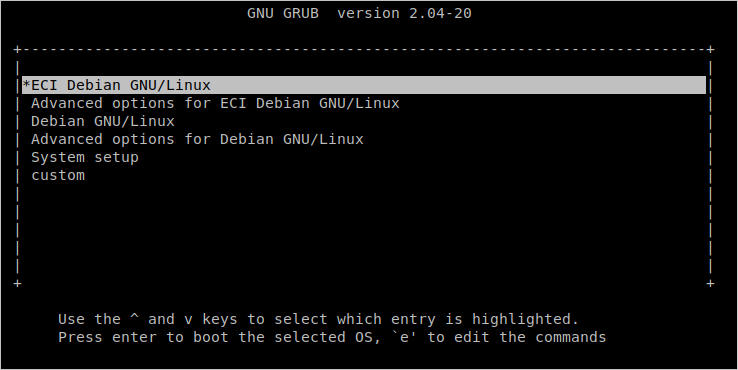 GNU GRUB  version 2.04-20
*ECI Debian GNU/Linux
Advanced options for ECI Debian GNU/Linux
Debian GNU/Linux
Advanced options for Debian GNU/Linux
System setup
custom
Use the ^ and v keys to select which entry is highlighted.
Press enter to boot the selected OS, `e' to edit the commands